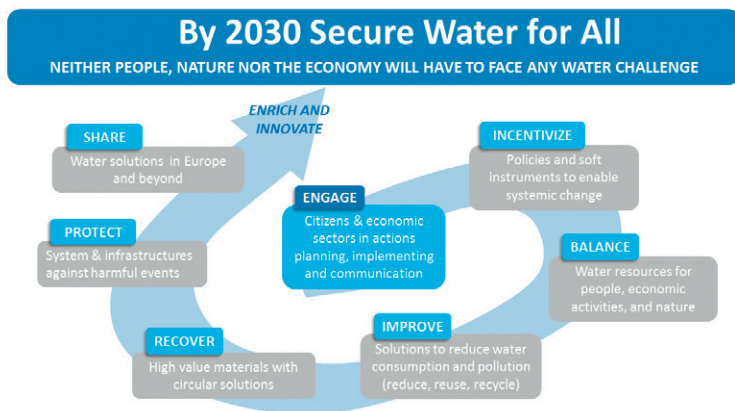 By 2030 Secure Water for All
NEITHER PEOPLE, NATURE NOR THE ECONOMY WILL HAVE TO FACE ANY WATER CHALLENGE
ENRICH AND
INNOVATE
ENGAGE
Citizens & economic
sectors in actions
planning, implementing
and communication
INCENTIVIZE
Policies and soft
instruments to enable
systemic change
BALANCE
Water resources for
people, economic
activities, and nature
IMPROVE
Solutions to reduce water
consumption and pollution
(reduce, reuse, recycle)
RECOVER
High value materials with
circular solutions
PROTECT
System & infrastructures
against harmful events
SHARE
Water solutions in Europe
and beyond